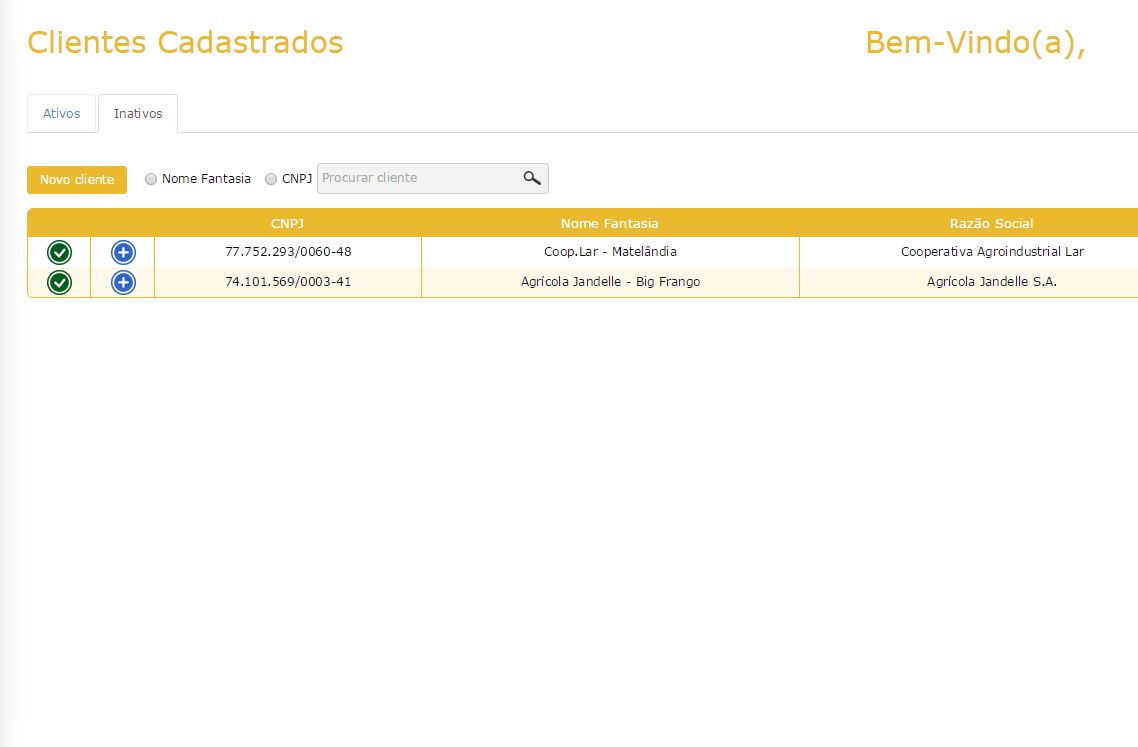 Clientes Cadastrados
Bem-Vindo(a),
Ativos
Inativos
Novo cliente
Nome Fantasia
CNPJ
Procurar cliente
CNPJ Nome Fantasia Razão Social
77.752.293/0060-48 Coop.Lar - Matelândia Cooperativa Agroindustrial Lar
74.101.569/0003-41 Agrícola Jandelle - Big Frango Agrícola Jandelle S.A.